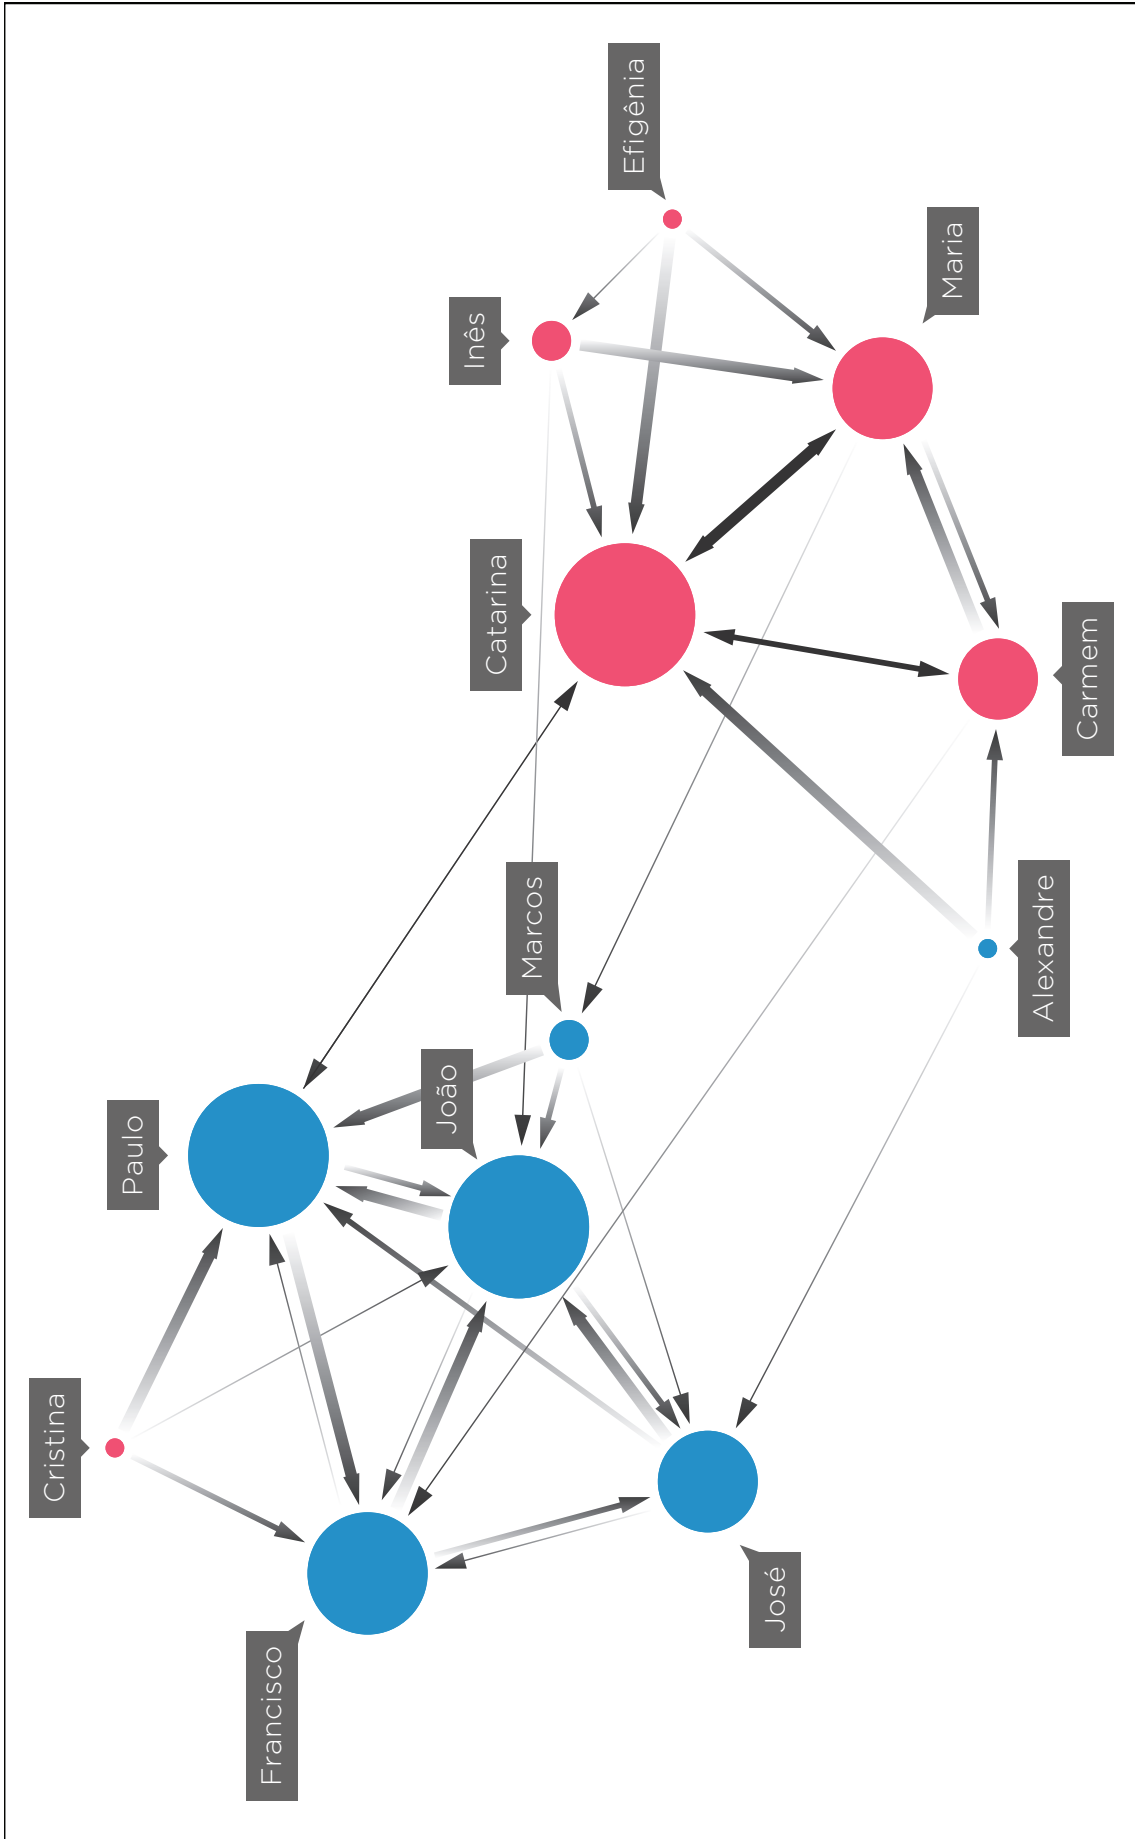 Cristina
Francisco
Paulo
João
José
Marcos
Catarina
Inês
Alexandre
Carmem
Efigênia
Maria